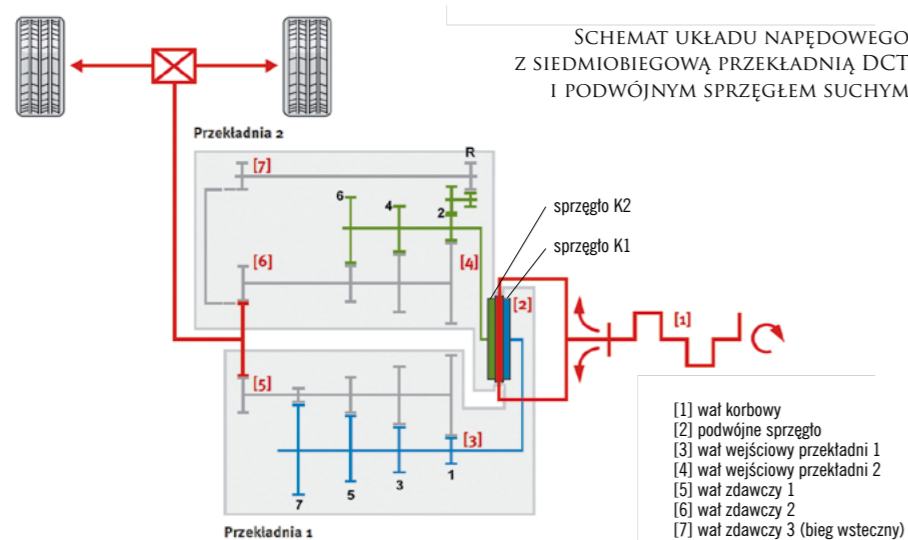 SCHEMAT UKŁADU NAPĘDOWEGO
Z SIEDMIOBIEGOWĄ PRZEKŁADNIĄ DCT
I PODWÓJNYM SPRZĘGŁEM SUCHYM
Przekładnia 2
[7]
R
6
4
2
sprzęgło K2
sprzęgło K1
[6]
[4]
[2]
[1]
[5]
[3]
7
5
3
1
Przekładnia 1
[1] wał korbowy
[2] podwójne sprzęgło
[3] wał wejściowy przekładni 1
[4] wał wejściowy przekładni 2
[5] wał zdawczy 1
[6] wał zdawczy 2
[7] wał zdawczy 3 (bieg wsteczny)